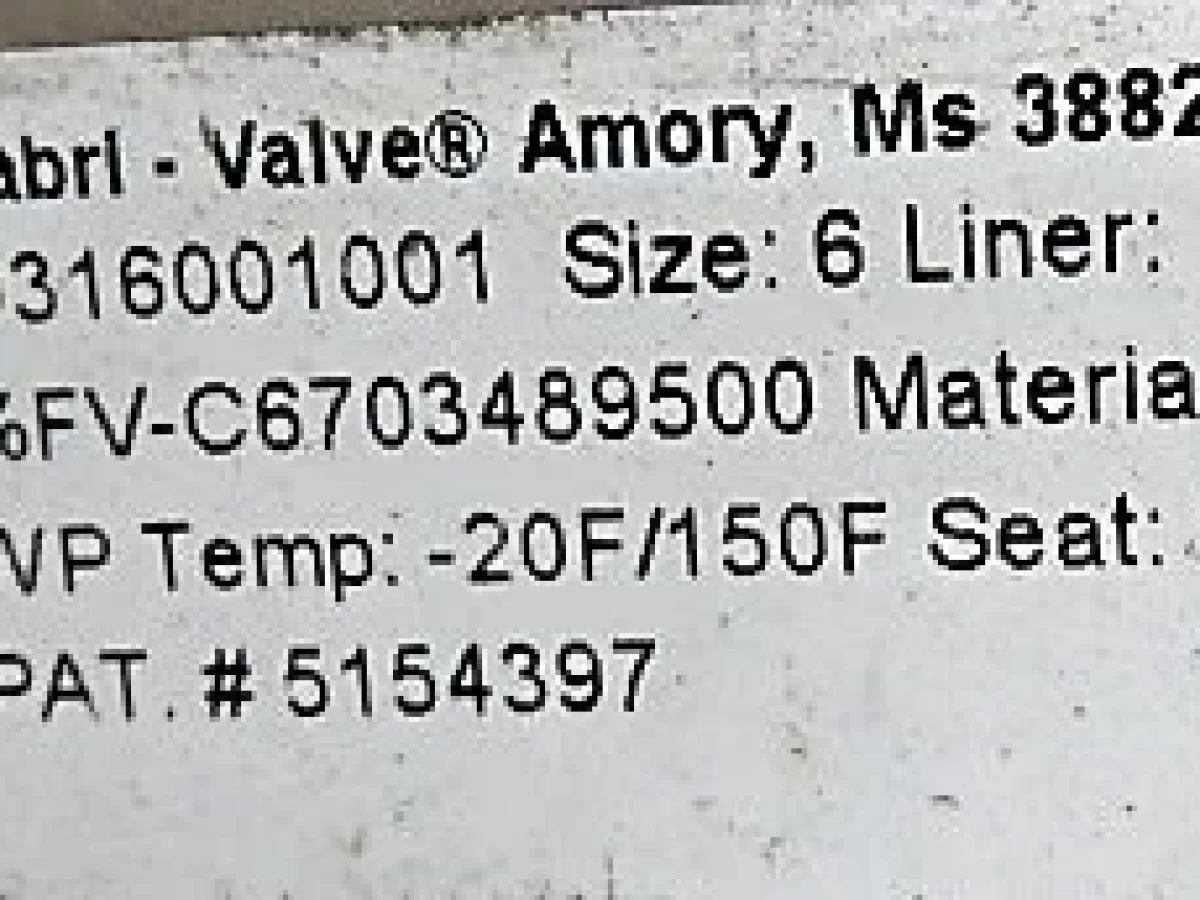 abri - Valve® Amory, Ms 3882
316001001 Size: 6 Liner:
%FV-C6703489500 Materia
VP Temp: -20F/150F Seat:
PAT. # 5154397